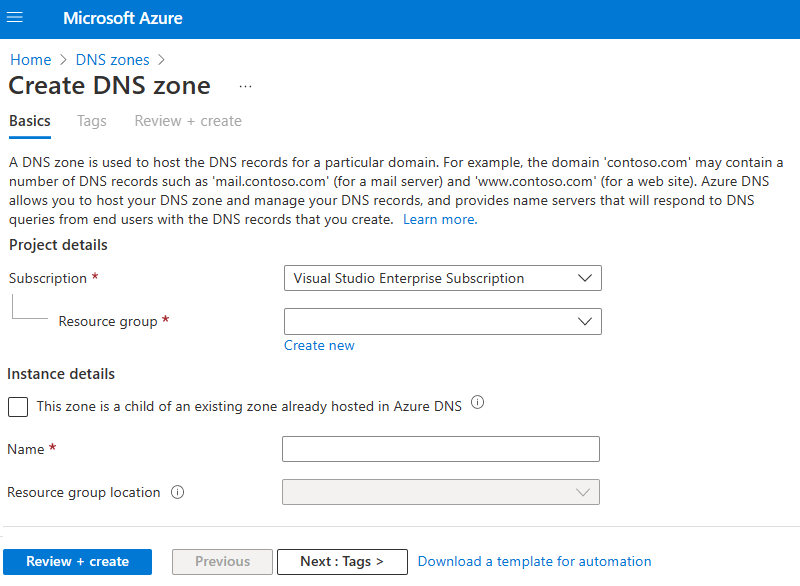 Microsoft Azure
Home > DNS zones >
Create DNS zone ...
Basics Tags Review + create
A DNS zone is used to host the DNS records for a particular domain. For example, the domain 'contoso.com' may contain a
number of DNS records such as 'mail.contoso.com' (for a mail server) and 'www.contoso.com' (for a web site). Azure DNS
allows you to host your DNS zone and manage your DNS records, and provides name servers that will respond to DNS
queries from end users with the DNS records that you create. Learn more.
Project details
Subscription * Visual Studio Enterprise Subscription
Resource group *
Create new
Instance details
This zone is a child of an existing zone already hosted in Azure DNS
Name *
Resource group location
Review + create Previous Next : Tags > Download a template for automation